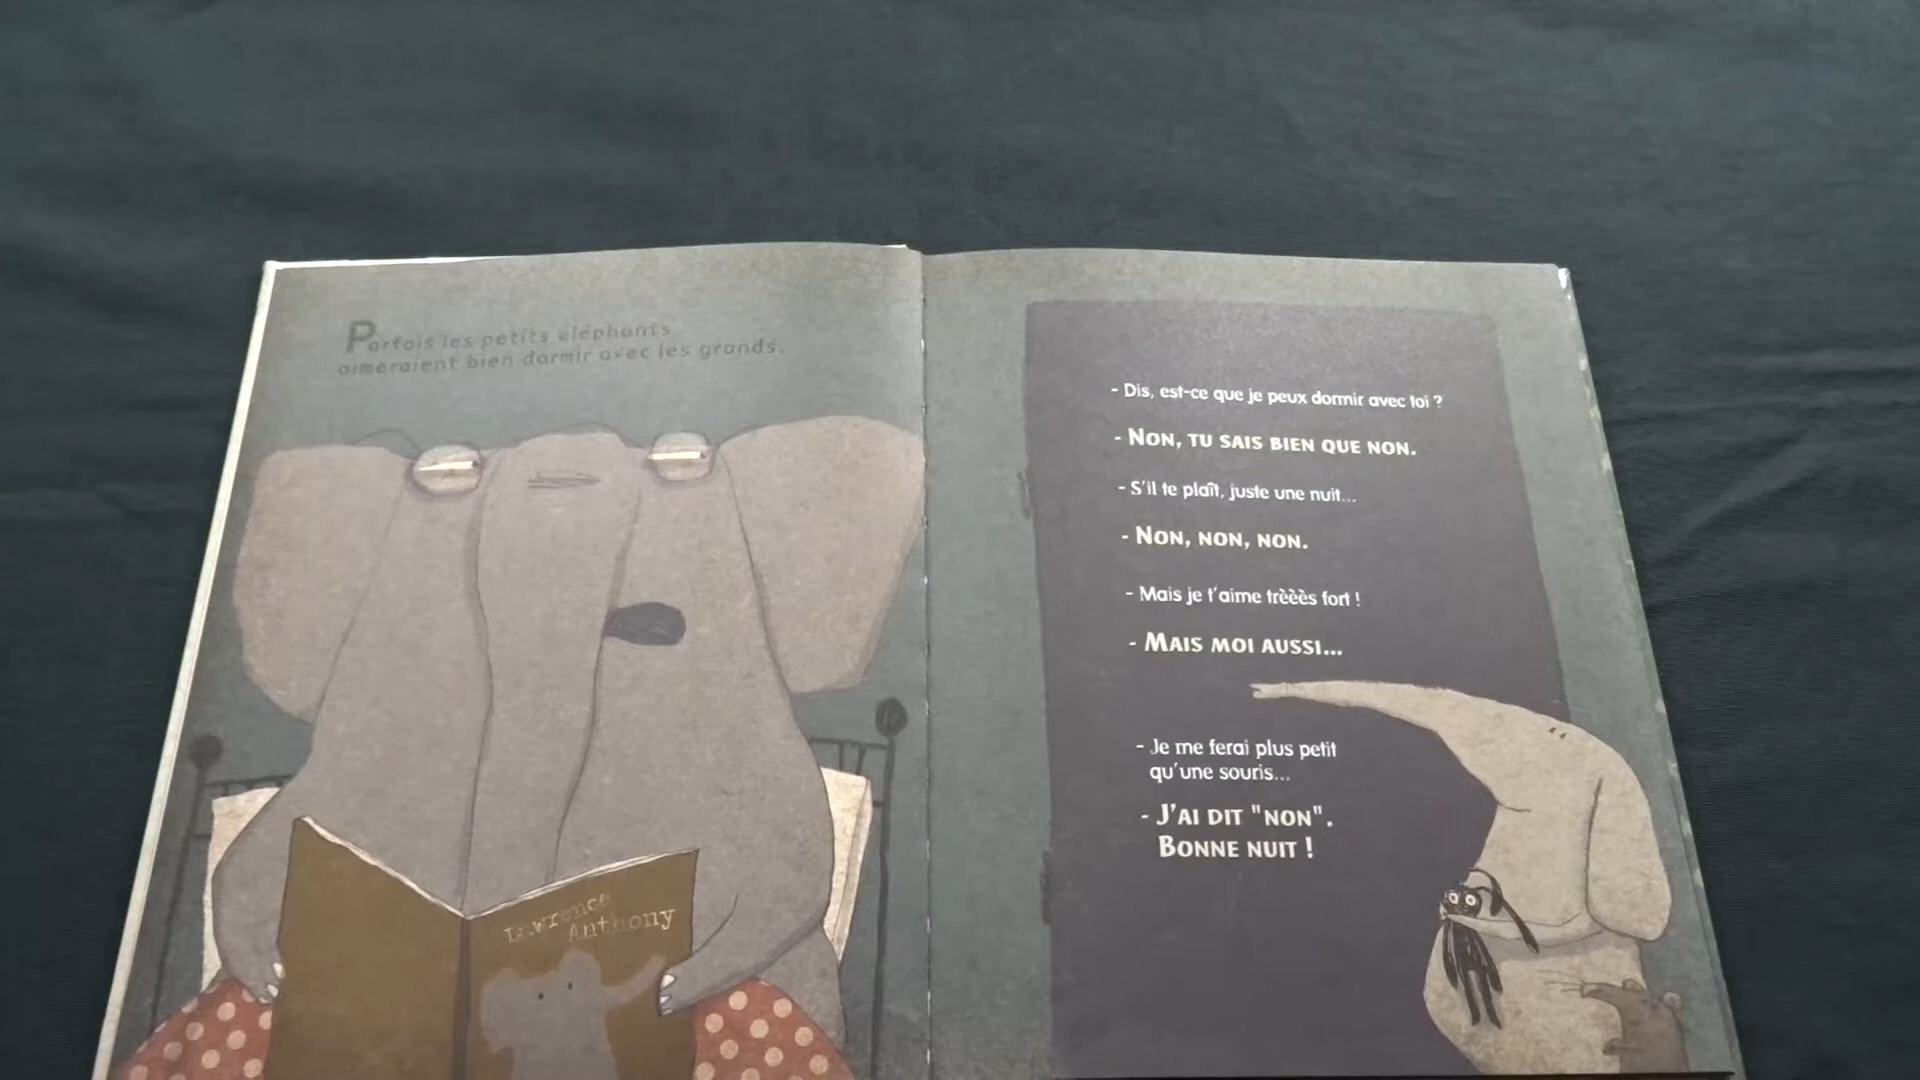 Parfois les petits éléphants
aimeraient bien dormir avec les grands.
Lawrence
Anthony
- Dis, est-ce que je peux dormir avec toi ?
- NON, TU SAIS BIEN QUE NON.
- S'il te plaît, juste une nuit...
- NON, NON, NON.
- Mais je t'aime trèèès fort !
- MAIS MOI AUSSI...
- Je me ferai plus petit
qu'une souris...
- J'AI DIT "NON".
BONNE NUIT !